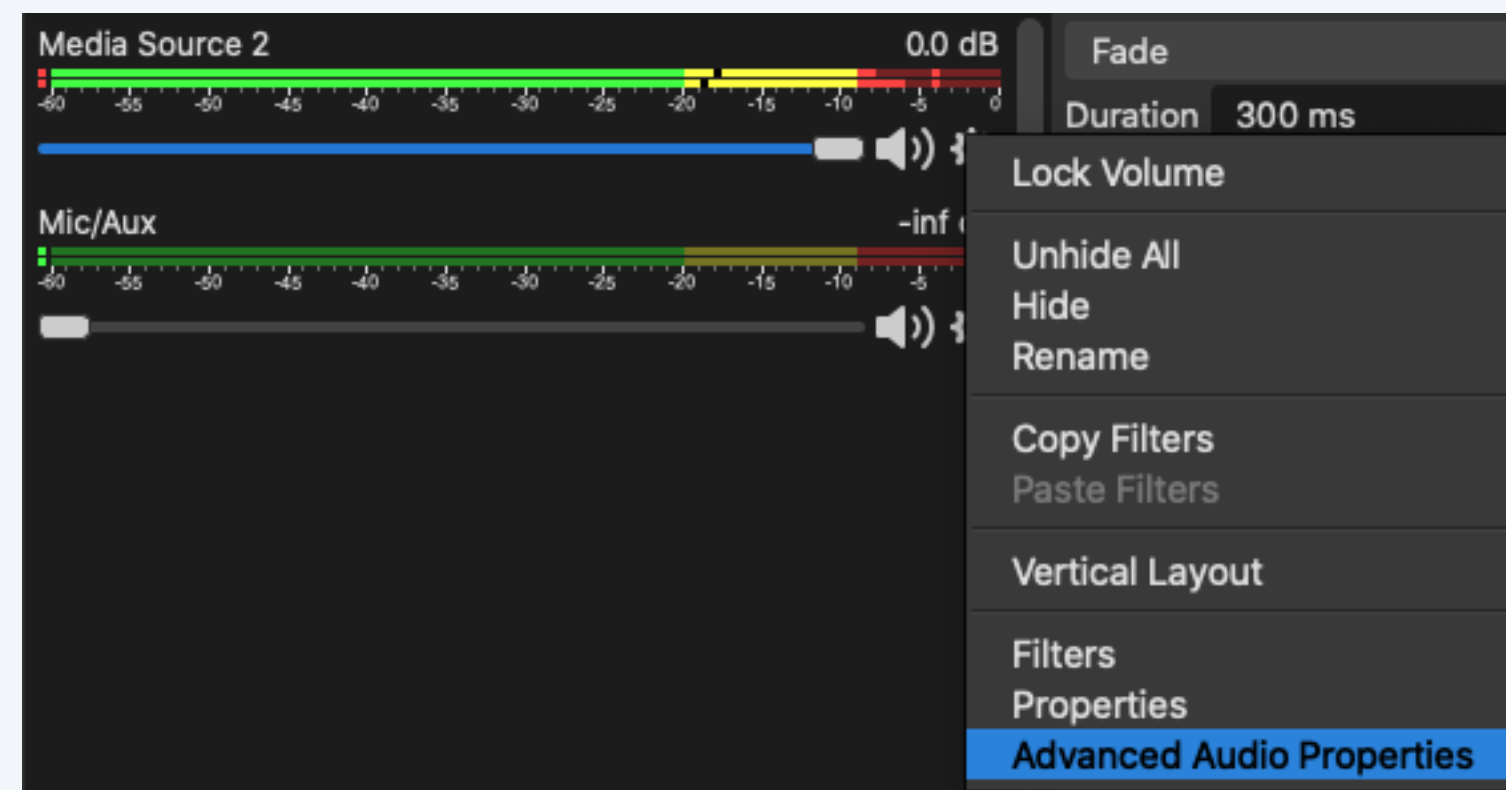 Media Source 2 0.0 dB
-60 -55 -50 -45 -40 -35 -30 -25 -20 -15 -10 -5 0
Mic/Aux -inf
-60 -55 -50 -45 -40 -35 -30 -25 -20 -15 -10 -5
Fade
Duration 300 ms
Lock Volume
Unhide All
Hide
Rename
Copy Filters
Paste Filters
Vertical Layout
Filters
Properties
Advanced Audio Properties